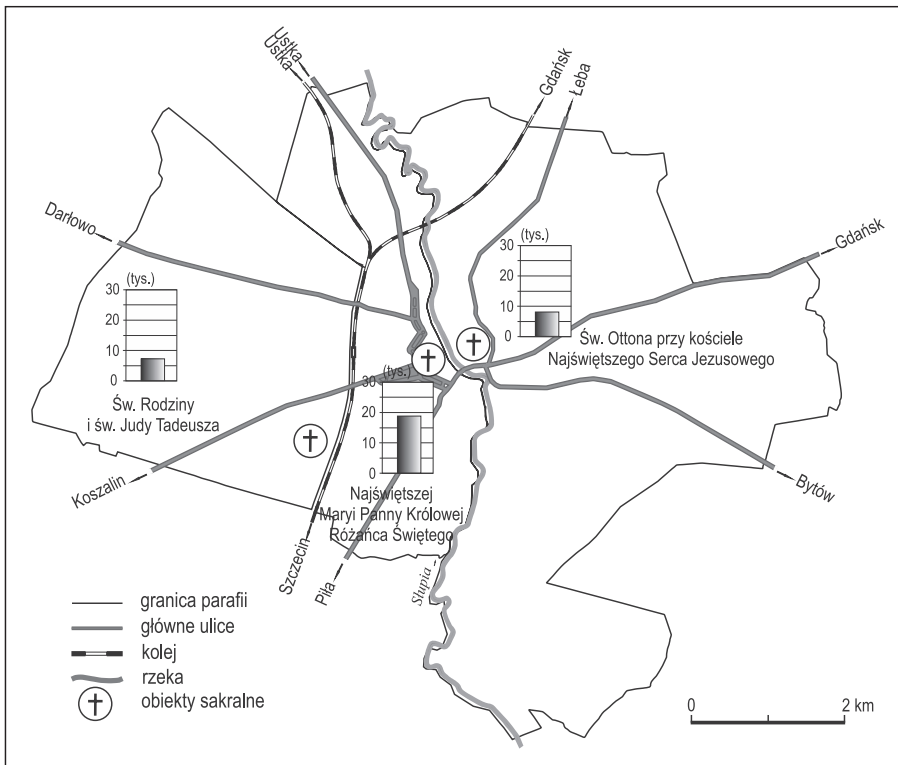 Ustka
Ustka
Gdańsk
Łeba
Darłowo
Gdańsk
(tys.)
30
20
10
0
(tys.)
30
20
10
0
Św. Ottona przy kościele
Najświętszego Serca Jezusowego
Św. Rodziny
i św. Judy Tadeusza
(tys.)
30
20
10
0
Koszalin
Bytów
Najświętszej
Maryi Panny Królowej
Różańca Świętego
Szczecin
Piła
Słupia
granica parafii
główne ulice
kolej
rzeka
obiekty sakralne
0
2 km